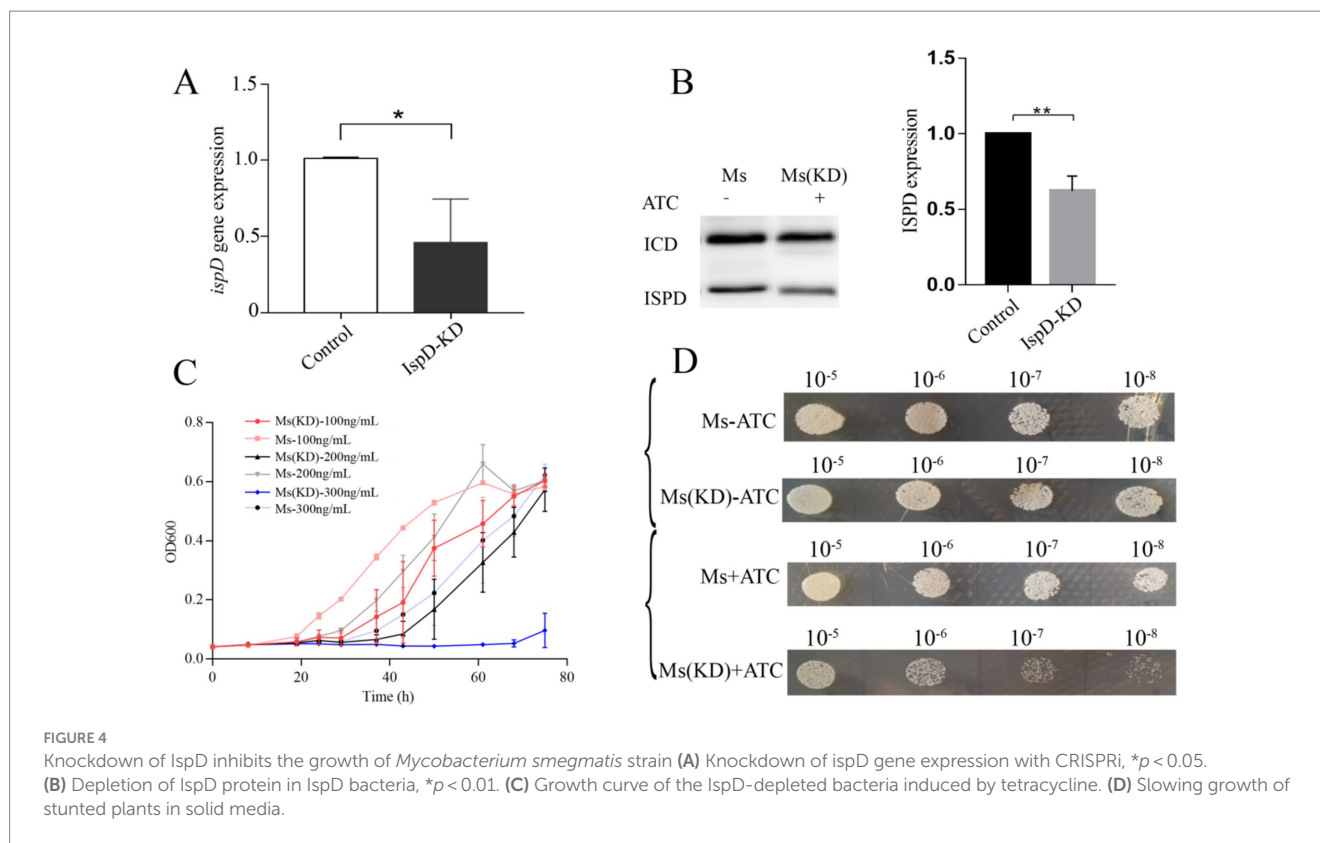 A
1.5
1.0
0.5
0
ispD gene expression
*
Control
IspD-KD
B
Ms Ms(KD)
ATC - +
ICD
ISPD
1.5
1.0
0.5
0.0
ISPD expression
**
Control
IspD-KD
C
Ms(KD)-100ng/mL
Ms-100ng/mL
Ms(KD)-200ng/mL
Ms-200ng/mL
Ms(KD)-300ng/mL
Ms-300ng/mL
0.8
0.6
0.4
0.2
0.0
OD600
0 20 40 60 80
Time (h)
D
10⁻⁵ 10⁻⁶ 10⁻⁷ 10⁻⁸
Ms-ATC
10⁻⁵ 10⁻⁶ 10⁻⁷ 10⁻⁸
Ms(KD)-ATC
10⁻⁵ 10⁻⁶ 10⁻⁷ 10⁻⁸
Ms+ATC
10⁻⁵ 10⁻⁶ 10⁻⁷ 10⁻⁸
Ms(KD)+ATC
FIGURE 4
Knockdown of IspD inhibits the growth of Mycobacterium smegmatis strain (A) Knockdown of ispD gene expression with CRISPRi, *p < 0.05.
(B) Depletion of IspD protein in IspD bacteria, *p < 0.01. (C) Growth curve of the IspD-depleted bacteria induced by tetracycline. (D) Slowing growth of
stunted plants in solid media.